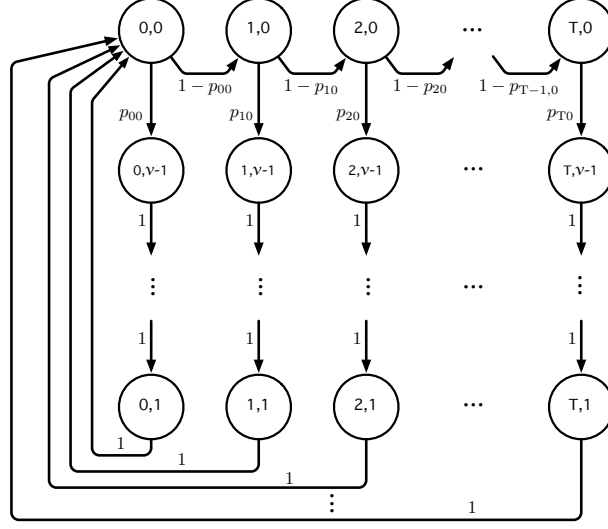 0,0 1,0 2,0 ... T,0
1 − p₀₀ 1 − p₁₀ 1 − p₂₀ 1 − p_T−1,0
p₀₀ p₁₀ p₂₀ p_T0
0,v-1 1,v-1 2,v-1 ... T,v-1
1 1 1 1
⋮ ⋮ ⋮ ... ⋮
1 1 1 1
0,1 1,1 2,1 ... T,1
1
1
1
⋮ 1